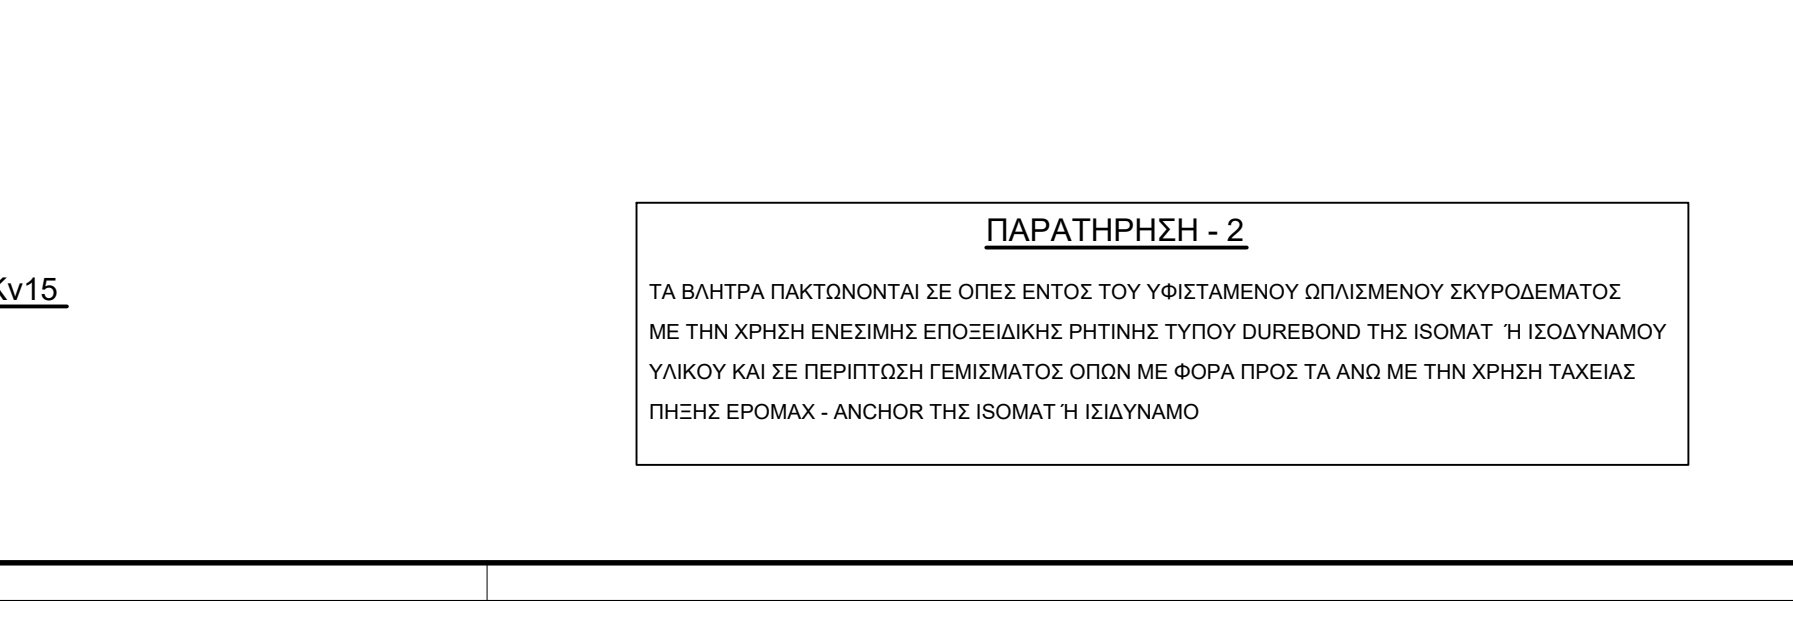 ΠΑΡΑΤΗΡΗΣΗ - 2
Κv15
ΤΑ ΒΛΗΤΡΑ ΠΑΚΤΩΝΟΝΤΑΙ ΣΕ ΟΠΕΣ ΕΝΤΟΣ ΤΟΥ ΥΦΙΣΤΑΜΕΝΟΥ ΩΠΛΙΣΜΕΝΟΥ ΣΚΥΡΟΔΕΜΑΤΟΣ
ΜΕ ΤΗΝ ΧΡΗΣΗ ΕΝΕΣΙΜΗΣ ΕΠΟΞΕΙΔΙΚΗΣ ΡΗΤΙΝΗΣ ΤΥΠΟΥ DUREBOND ΤΗΣ ISOMAT Ή ΙΣΟΔΥΝΑΜΟΥ
ΥΛΙΚΟΥ ΚΑΙ ΣΕ ΠΕΡΙΠΤΩΣΗ ΓΕΜΙΣΜΑΤΟΣ ΟΠΩΝ ΜΕ ΦΟΡΑ ΠΡΟΣ ΤΑ ΑΝΩ ΜΕ ΤΗΝ ΧΡΗΣΗ ΤΑΧΕΙΑΣ
ΠΗΞΗΣ EPOMAX - ANCHOR ΤΗΣ ISOMAT Ή ΙΣΙΔΥΝΑΜΟ